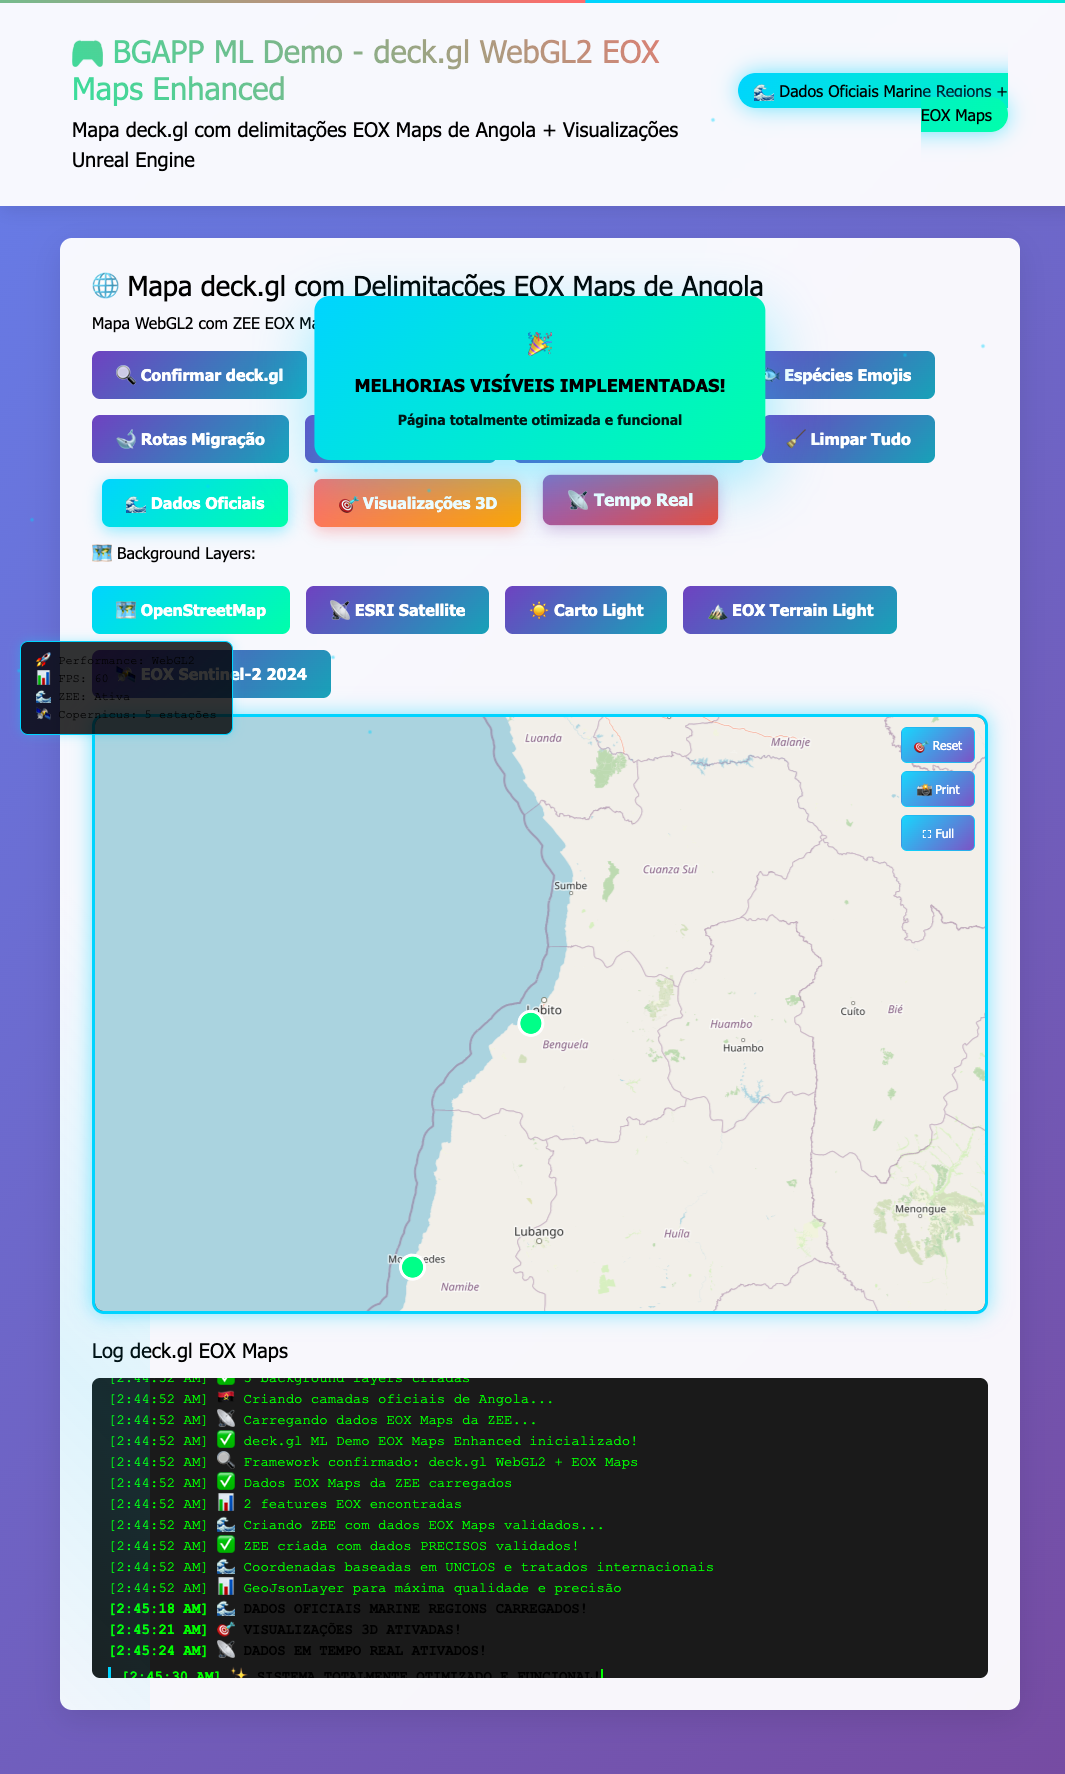 🎮 BGAPP ML Demo - deck.gl WebGL2 EOX
Maps Enhanced
Mapa deck.gl com delimitações EOX Maps de Angola + Visualizações
Unreal Engine
🌊 Dados Oficiais Marine Regions +
EOX Maps
🌐 Mapa deck.gl com Delimitações EOX Maps de Angola
Mapa WebGL2 com ZEE EOX
🎉
MELHORIAS VISÍVEIS IMPLEMENTADAS!
Página totalmente otimizada e funcional
🔍 Confirmar deck.gl
🐟 Espécies Emojis
🐋 Rotas Migração
🧹 Limpar Tudo
🌊 Dados Oficiais
🎯 Visualizações 3D
📡 Tempo Real
🗺️ Background Layers:
🗺️ OpenStreetMap
📡 ESRI Satellite
☀️ Carto Light
⛰️ EOX Terrain Light
🛰️ EOX Sentinel-2 2024
🚀 Performance: WebGL2
📊 FPS: 60
🌊 ZEE: Ativa
🛰️ Copernicus: 5 estações
🎯 Reset
📸 Print
⛶ Full
Luanda
Malanje
Cuanza Sul
Sumbe
Lobito
Benguela
Huambo
Huambo
Cuíto
Bié
Menongue
Lubango
Huíla
Namibe
Log deck.gl EOX Maps
[2:44:52 AM] ✅ 5 background layers criadas
[2:44:52 AM] 🇦🇴 Criando camadas oficiais de Angola...
[2:44:52 AM] 📡 Carregando dados EOX Maps da ZEE...
[2:44:52 AM] ✅ deck.gl ML Demo EOX Maps Enhanced inicializado!
[2:44:52 AM] 🔍 Framework confirmado: deck.gl WebGL2 + EOX Maps
[2:44:52 AM] ✅ Dados EOX Maps da ZEE carregados
[2:44:52 AM] 📊 2 features EOX encontradas
[2:44:52 AM] 🌊 Criando ZEE com dados EOX Maps validados...
[2:44:52 AM] ✅ ZEE criada com dados PRECISOS validados!
[2:44:52 AM] 🌊 Coordenadas baseadas em UNCLOS e tratados internacionais
[2:44:52 AM] 📊 GeoJsonLayer para máxima qualidade e precisão
[2:45:18 AM] 🌊 DADOS OFICIAIS MARINE REGIONS CARREGADOS!
[2:45:21 AM] 🎯 VISUALIZAÇÕES 3D ATIVADAS!
[2:45:24 AM] 📡 DADOS EM TEMPO REAL ATIVADOS!
[2:45:30 AM] ✨ SISTEMA TOTALMENTE OTIMIZADO E FUNCIONAL!